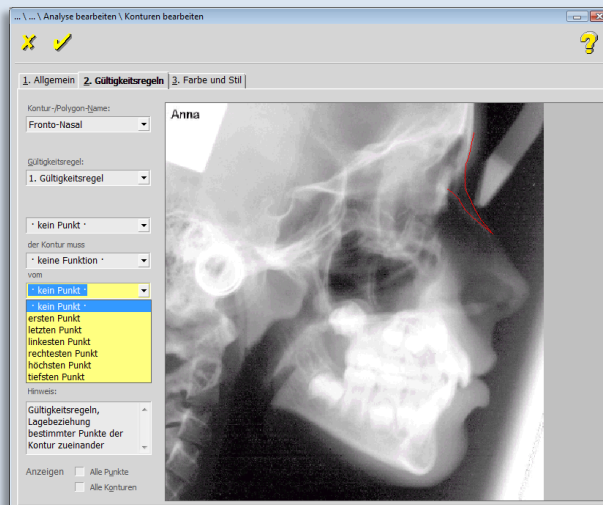 ... \ ... \ Analyse bearbeiten \ Konturen bearbeiten
1. Allgemein
2. Gültigkeitsregeln
3. Farbe und Stil
Kontur-/Polygon-Name:
Fronto-Nasal
Gültigkeitsregel:
1. Gültigkeitsregel
· kein Punkt ·
der Kontur muss
· keine Funktion ·
vom
· kein Punkt ·
· kein Punkt ·
ersten Punkt
letzten Punkt
linkesten Punkt
rechtesten Punkt
höchsten Punkt
tiefsten Punkt
Hinweis:
Gültigkeitsregeln,
Lagebeziehung
bestimmter Punkte der
Kontur zueinander
Anzeigen
Alle Punkte
Alle Konturen
Anna